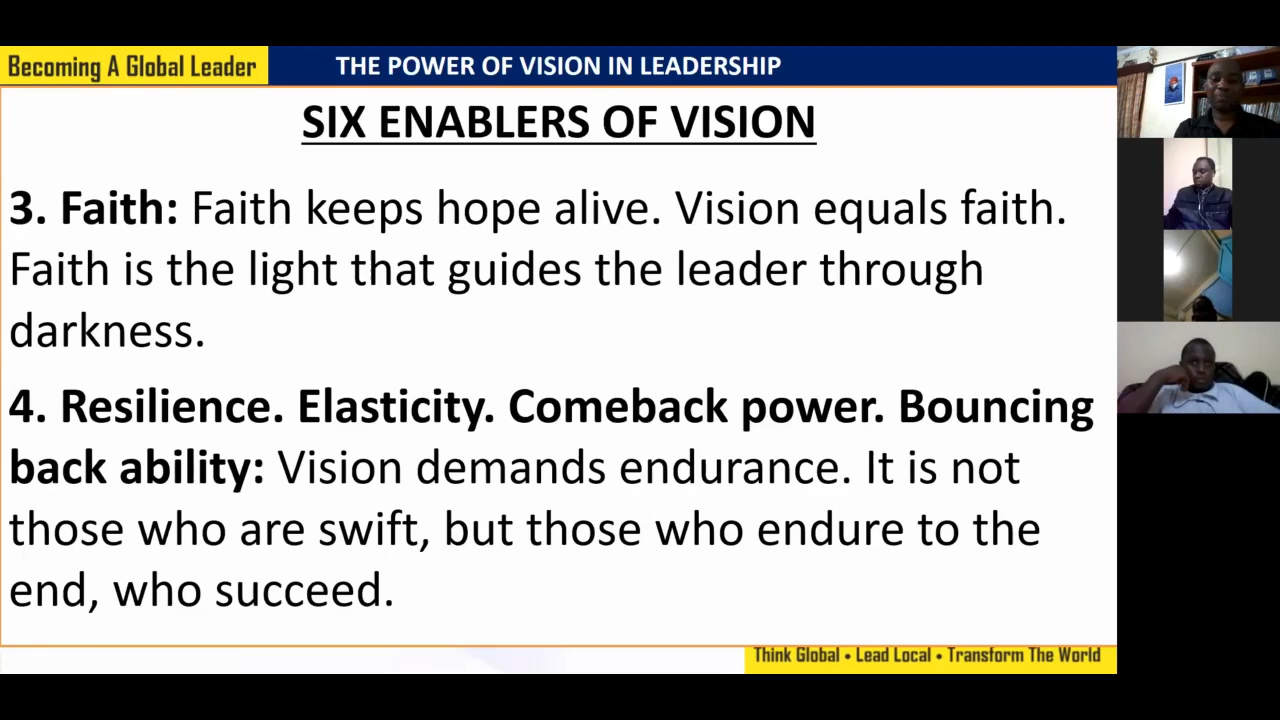 Becoming A Global Leader
THE POWER OF VISION IN LEADERSHIP
SIX ENABLERS OF VISION
3. Faith: Faith keeps hope alive. Vision equals faith.
Faith is the light that guides the leader through
darkness.
4. Resilience. Elasticity. Comeback power. Bouncing
back ability: Vision demands endurance. It is not
those who are swift, but those who endure to the
end, who succeed.
Think Global • Lead Local • Transform The World